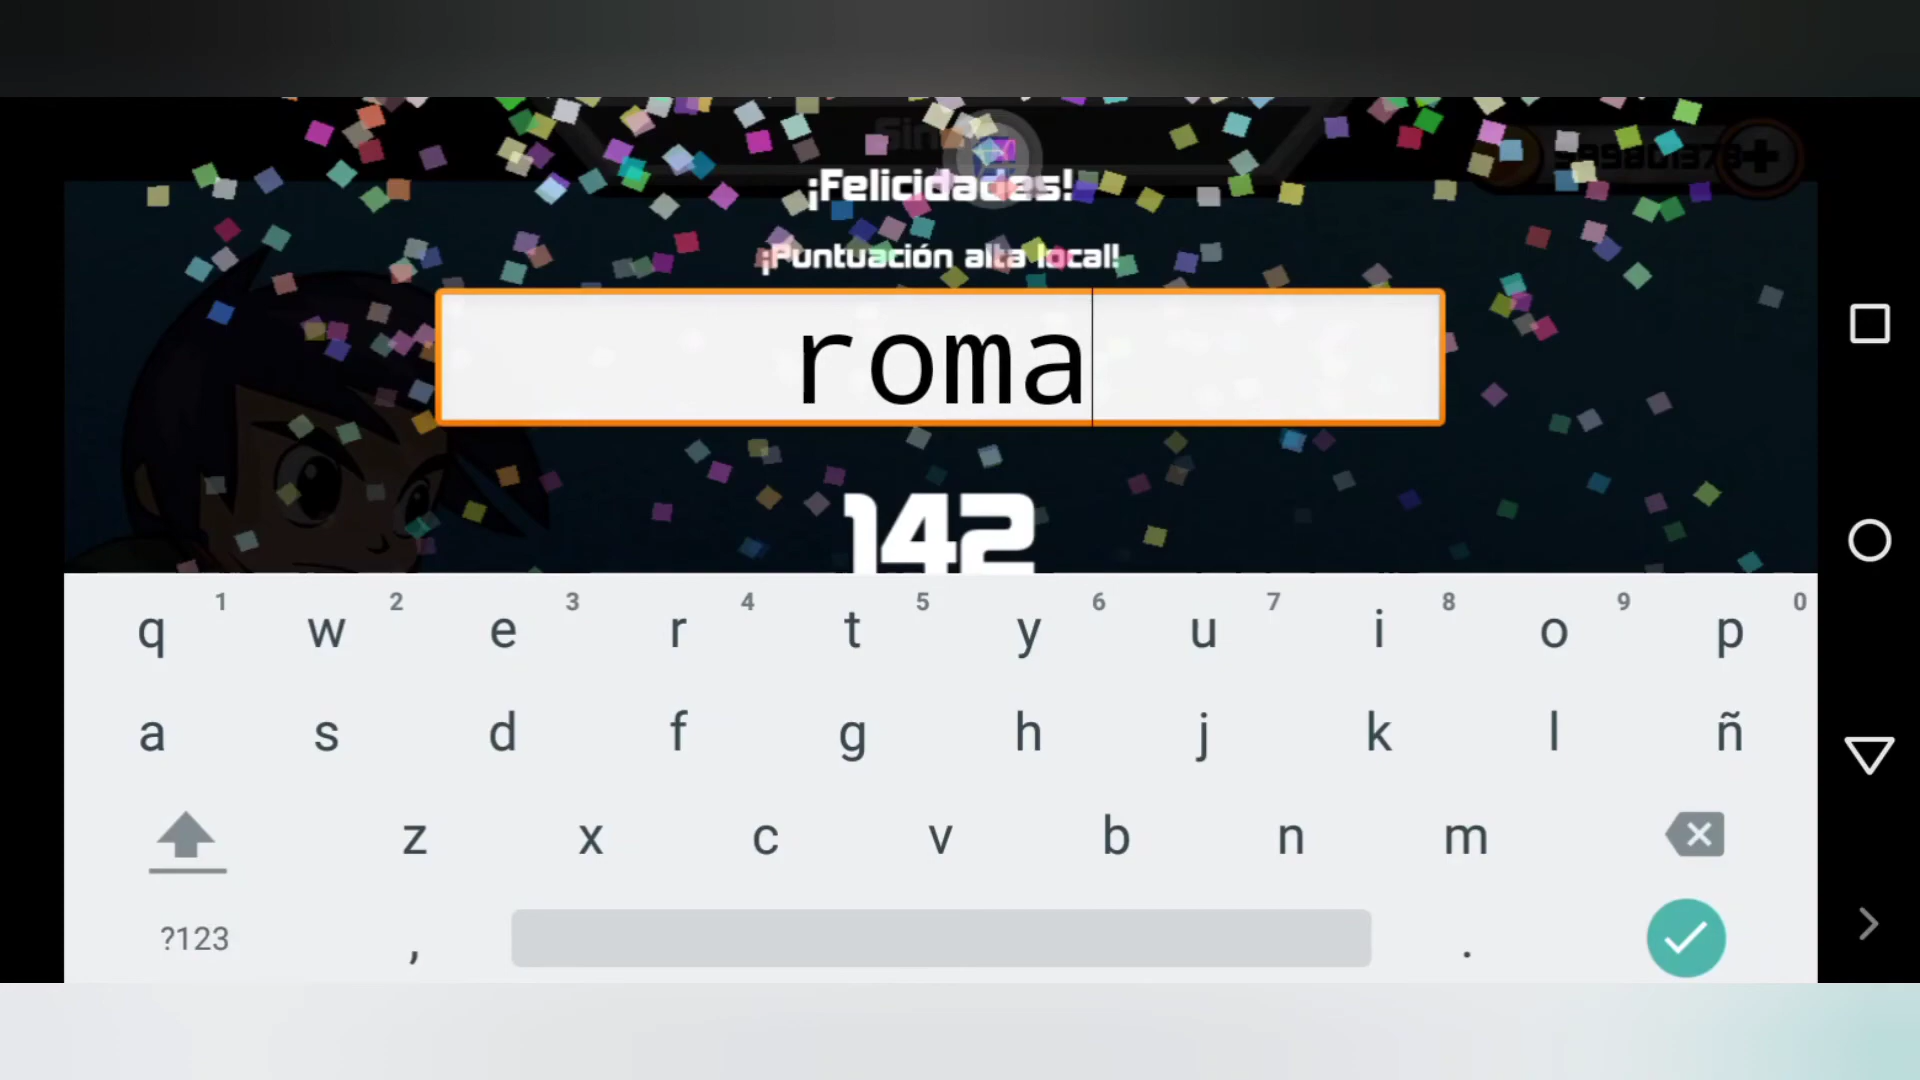 ¡Felicidades!
¡Puntuación alta local!
roma
142
1 2 3 4 5 6 7 8 9 0
q w e r t y u i o p
a s d f g h j k l ñ
z x c v b n m
?123 , .